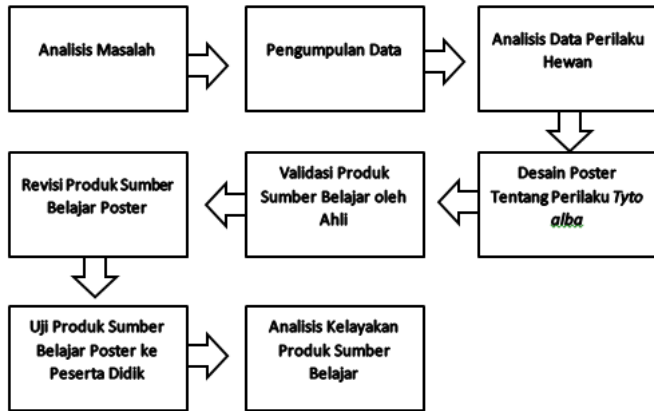 Analisis Masalah
Pengumpulan Data
Analisis Data Perilaku
Hewan
Desain Poster
Tentang Perilaku Tyto
alba
Validasi Produk
Sumber Belajar oleh
Ahli
Revisi Produk Sumber
Belajar Poster
Uji Produk Sumber
Belajar Poster ke
Peserta Didik
Analisis Kelayakan
Produk Sumber
Belajar